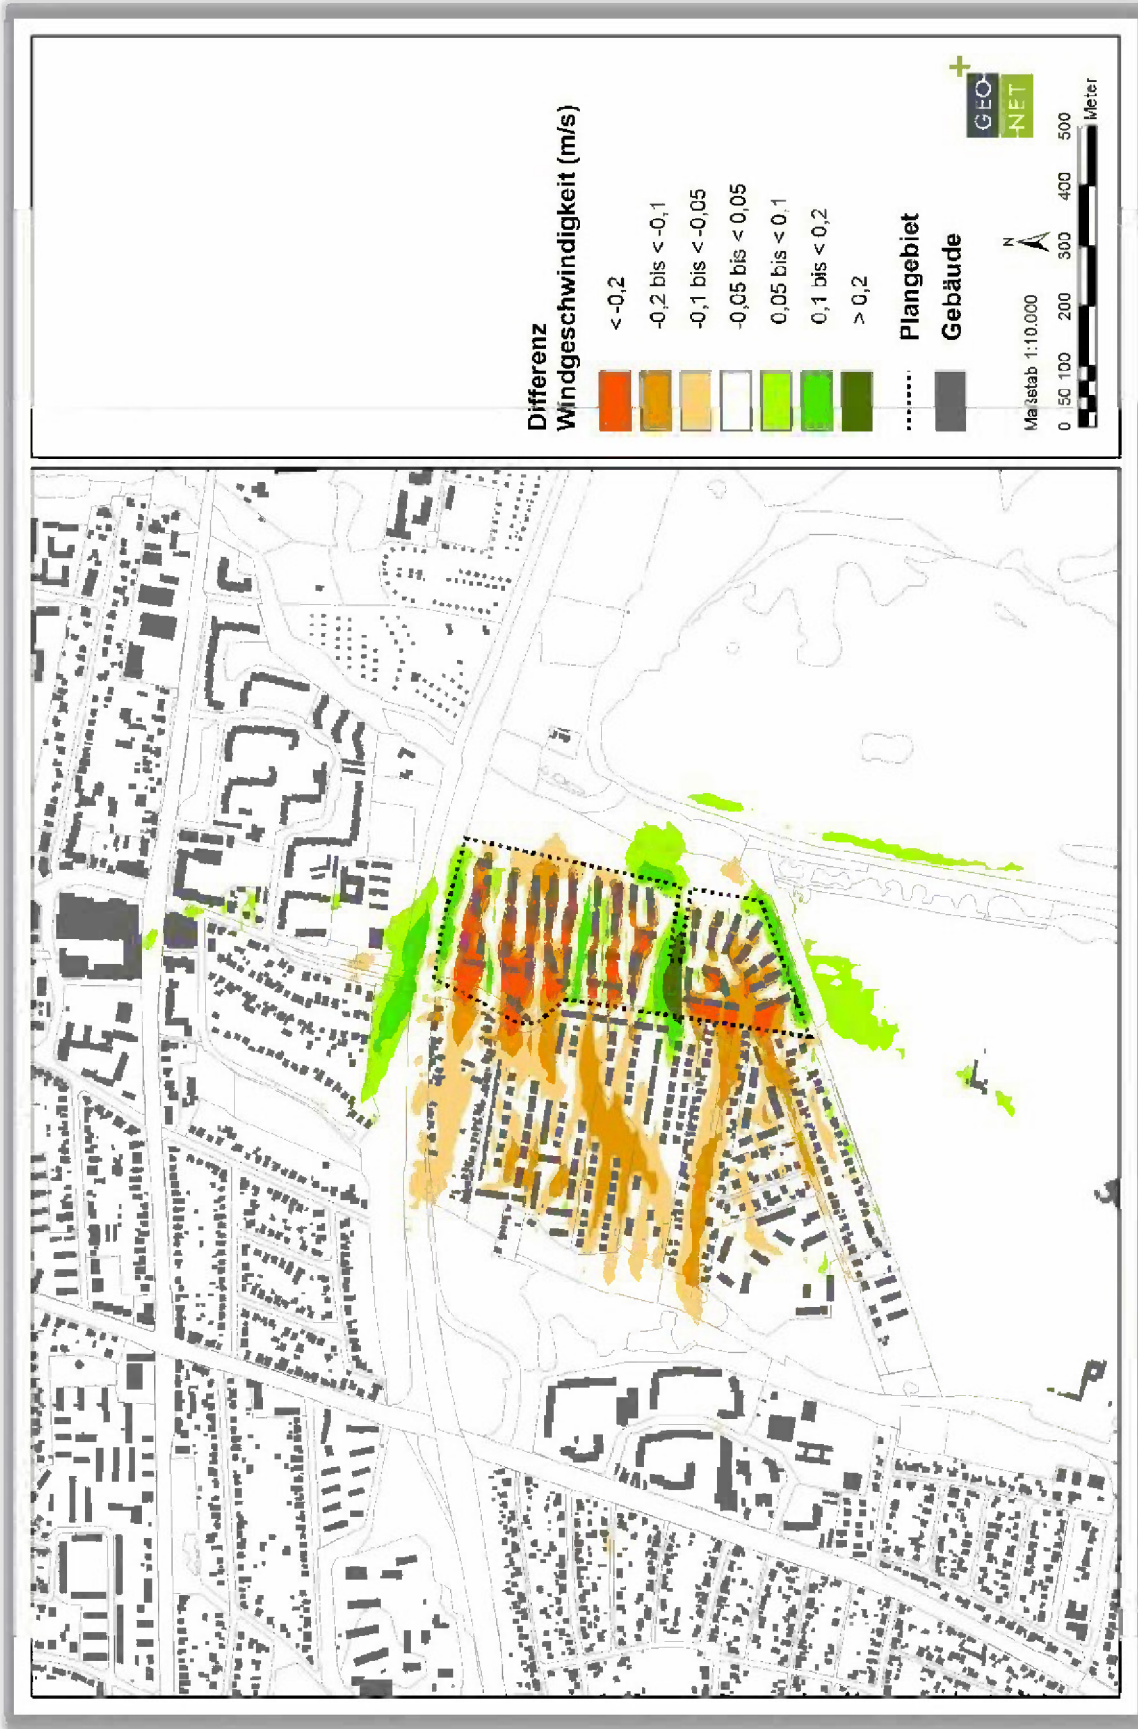 Differenz
Windgeschwindigkeit (m/s)
< -0,2
-0,2 bis < -0,1
-0,1 bis < -0,05
-0,05 bis < 0,05
0,05 bis < 0,1
0,1 bis < 0,2
> 0,2
Plangebiet
Gebäude
N
Maßstab 1:10.000
0 50 100 200 300 400 500
Meter
GEO
-NET